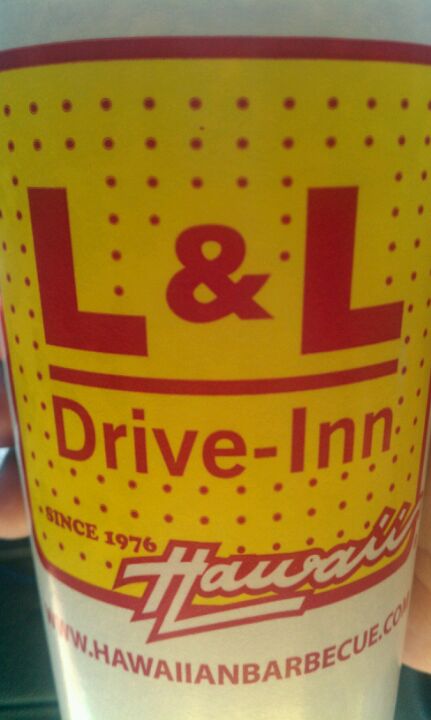 L & L
Drive-Inn
SINCE 1976
Hawaii
WWW.HAWAIIANBARBECUE.COM